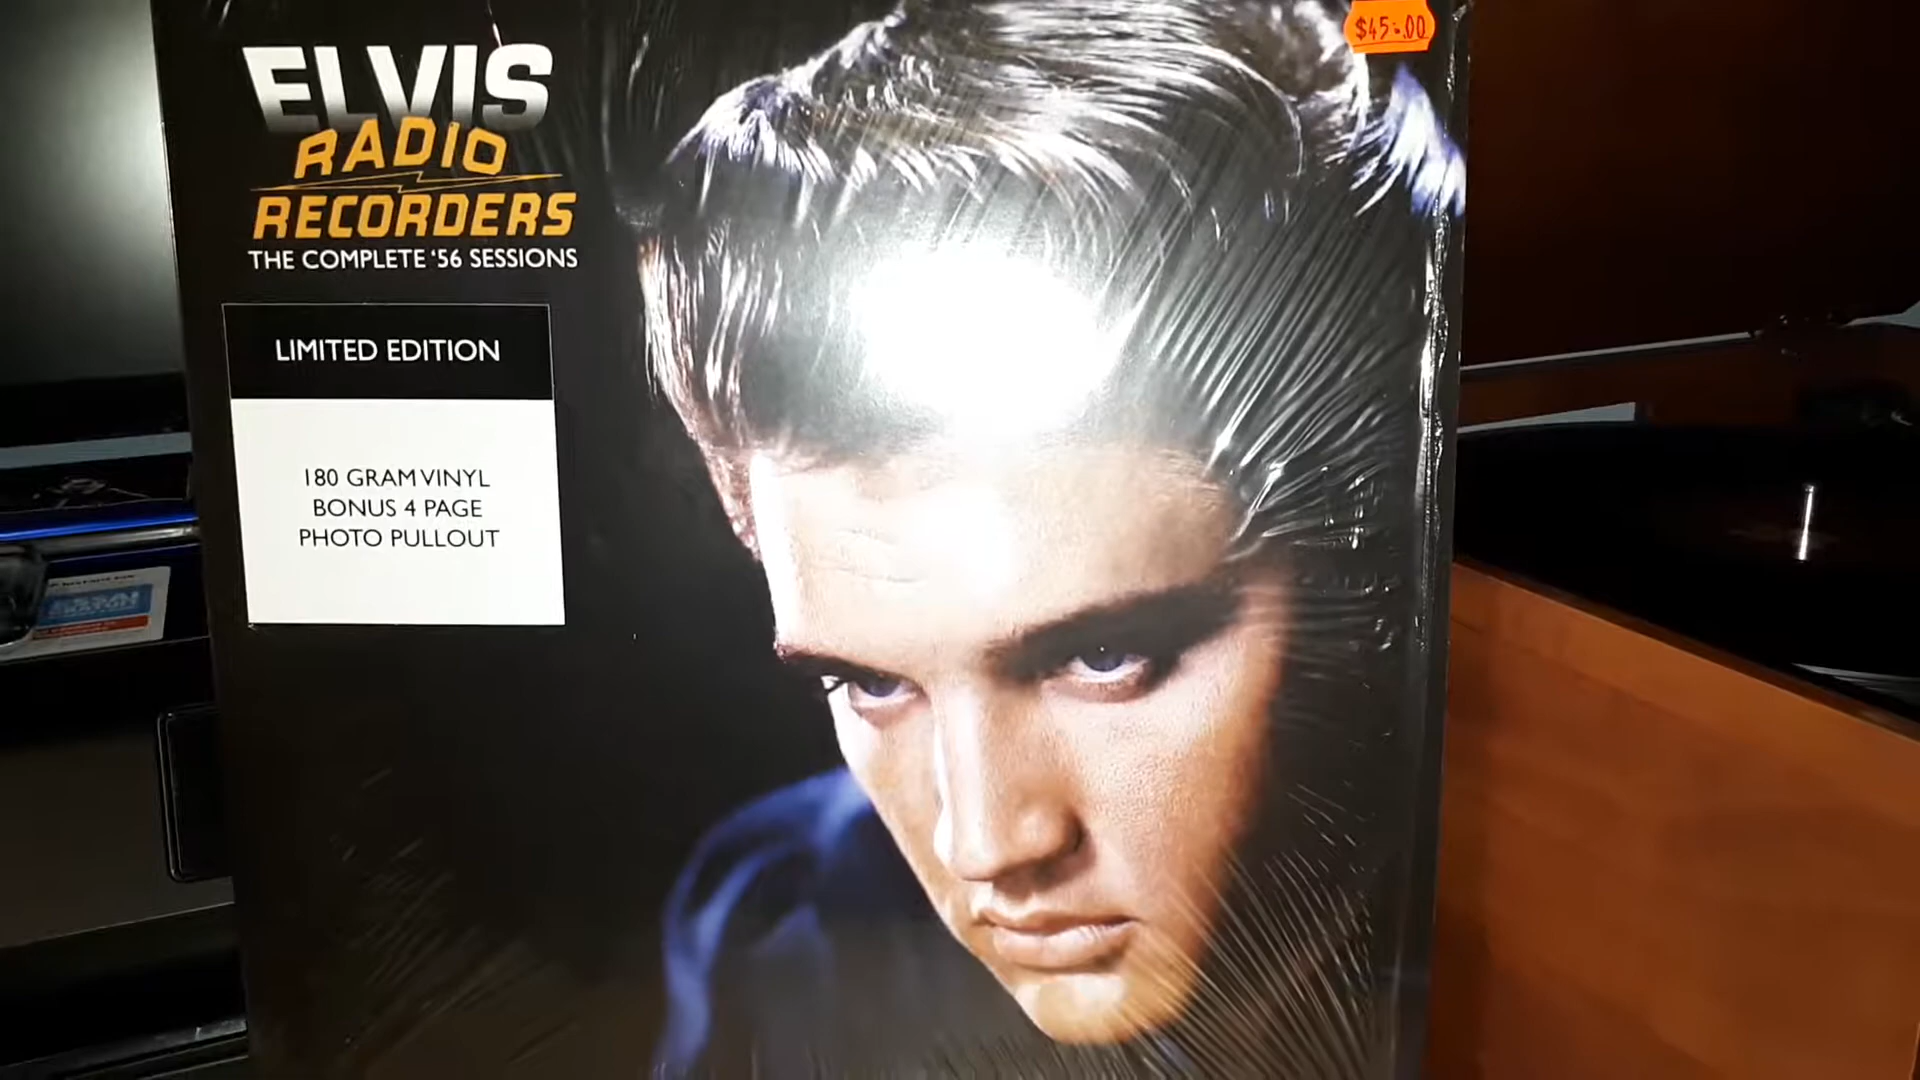 $45.00
ELVIS
RADIO
RECORDERS
THE COMPLETE '56 SESSIONS
LIMITED EDITION
180 GRAM VINYL
BONUS 4 PAGE
PHOTO PULLOUT